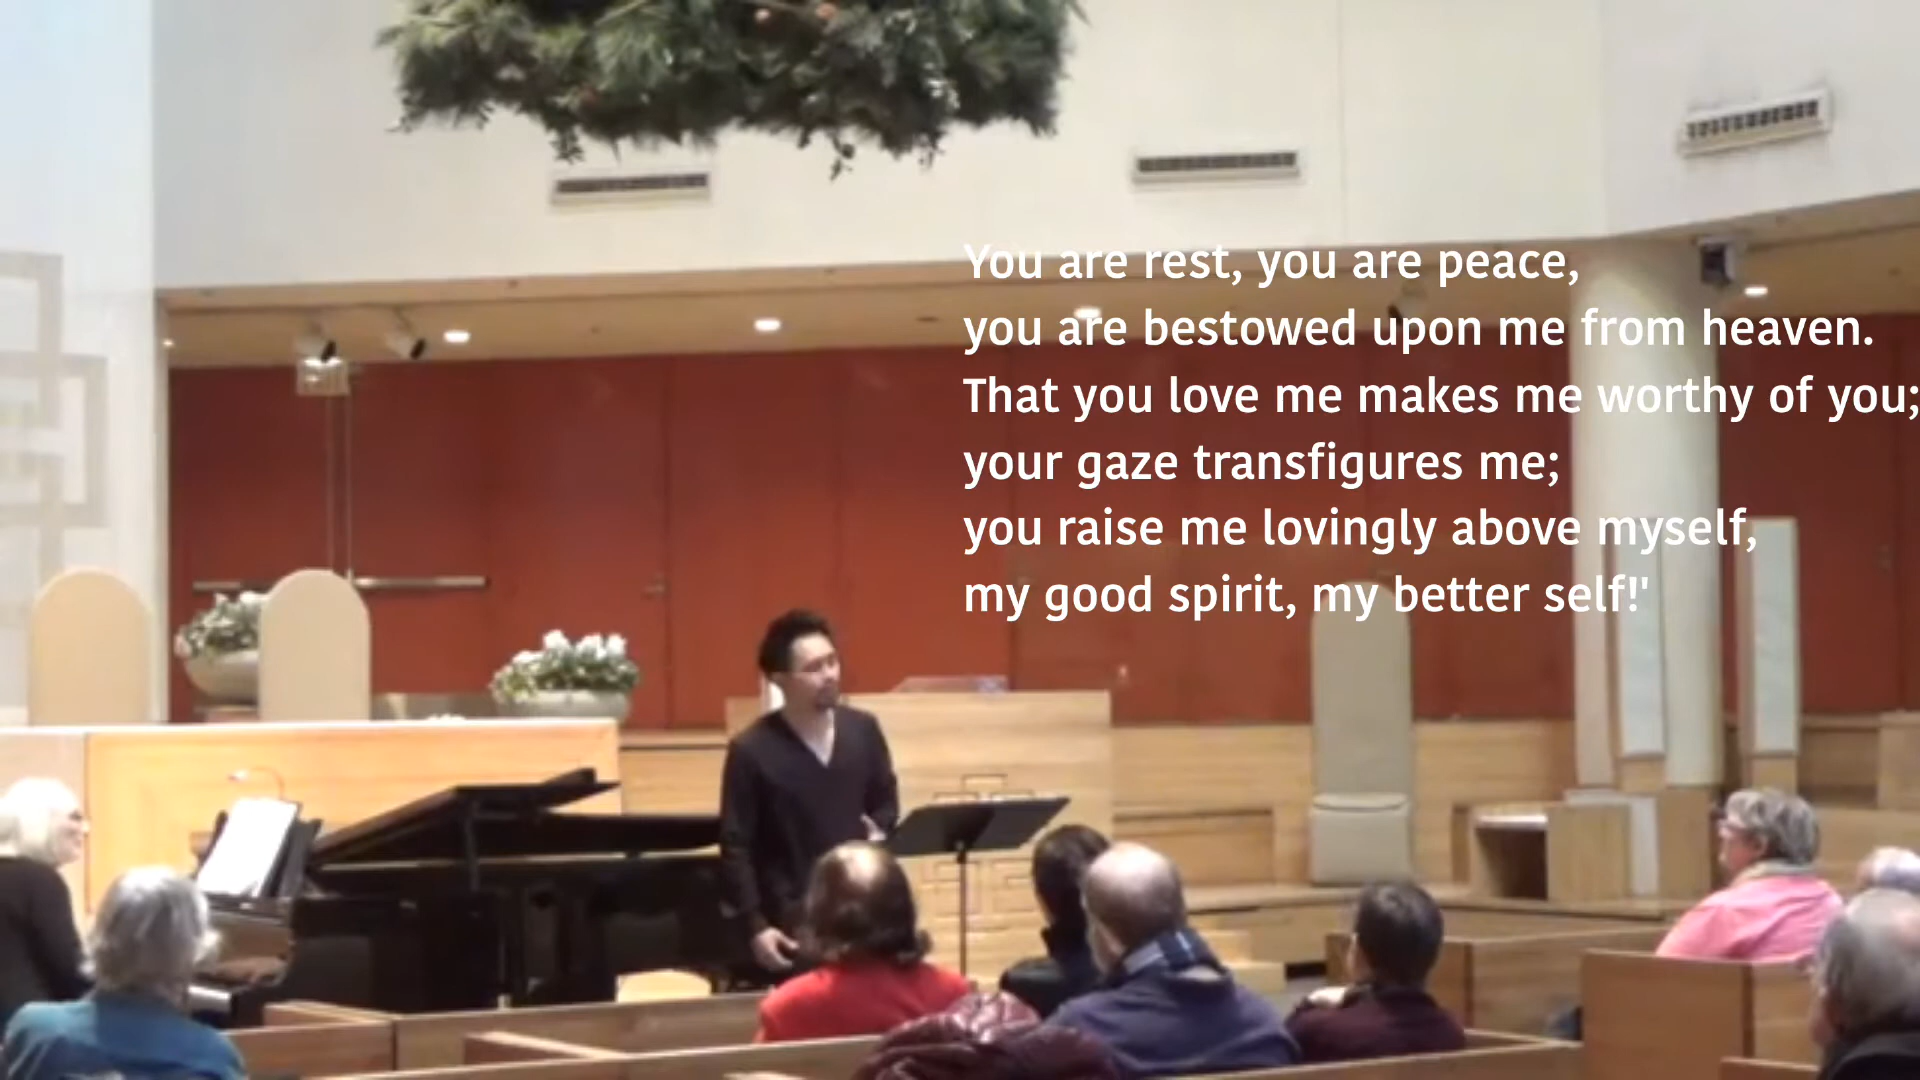 You are rest, you are peace,
you are bestowed upon me from heaven.
That you love me makes me worthy of you;
your gaze transfigures me;
you raise me lovingly above myself,
my good spirit, my better self!'